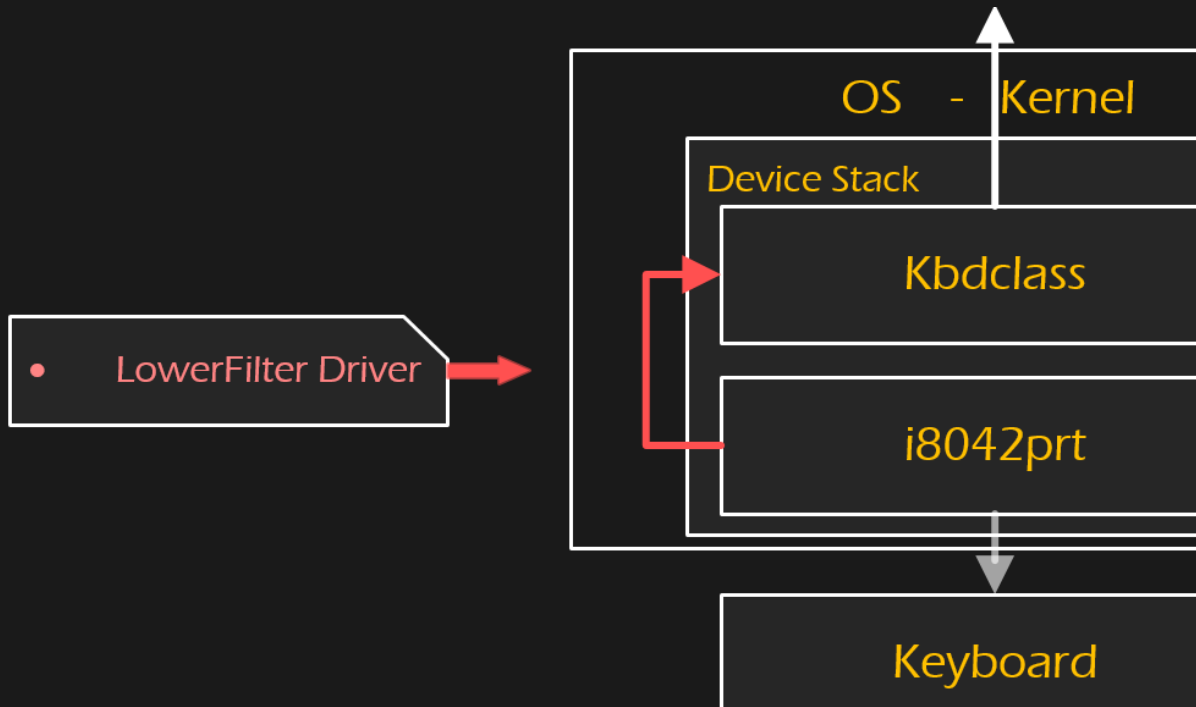 OS - Kernel
Device Stack
Kbdclass
• LowerFilter Driver
i8042prt
Keyboard